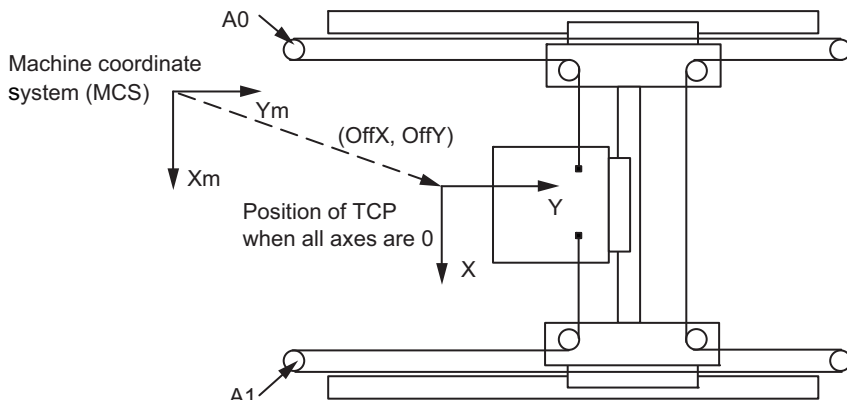 A0
Machine coordinate
system (MCS)
Ym
(OffX, OffY)
Xm
Position of TCP
when all axes are 0
Y
X
A1